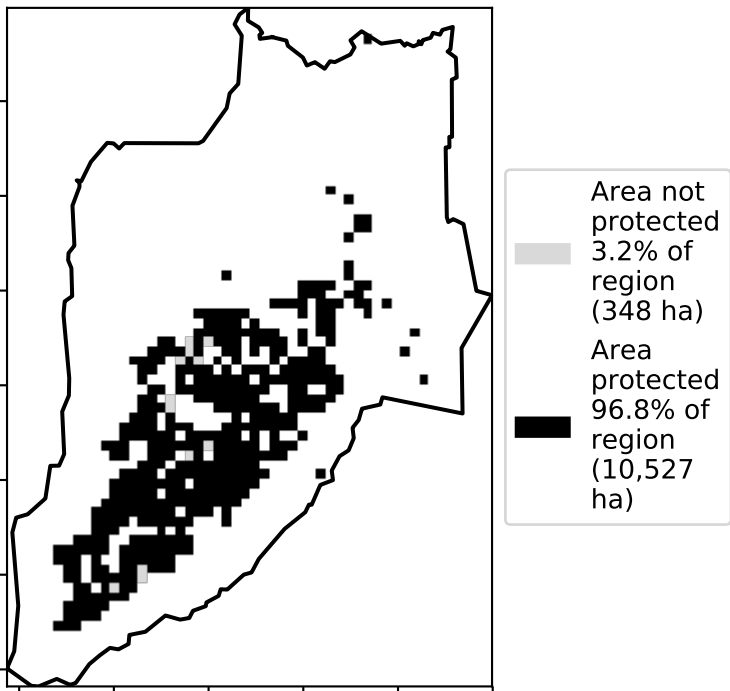 Area not
protected
3.2% of
region
(348 ha)
Area
protected
96.8% of
region
(10,527
ha)